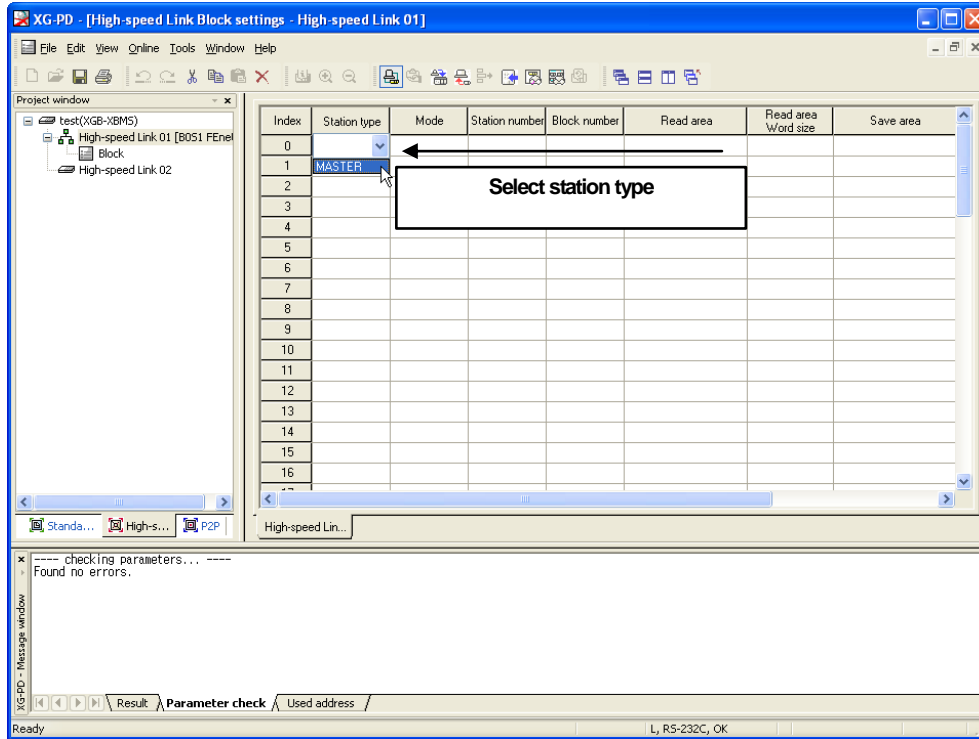 XG-PD - [High-speed Link Block settings - High-speed Link 01]
File Edit View Online Tools Window Help
Project window
test(XGB-XBMS)
High-speed Link 01 [B0S1 FEnet
Block
High-speed Link 02
Standa... High-s... P2P
Index Station type Mode Station number Block number Read area Read area Word size Save area
0
1 MASTER
Select station type
2
3
4
5
6
7
8
9
10
11
12
13
14
15
16
17
High-speed Lin...
---- checking parameters... ----
Found no errors.
XG-PD - Message window
Result Parameter check Used address
Ready L, RS-232C, OK